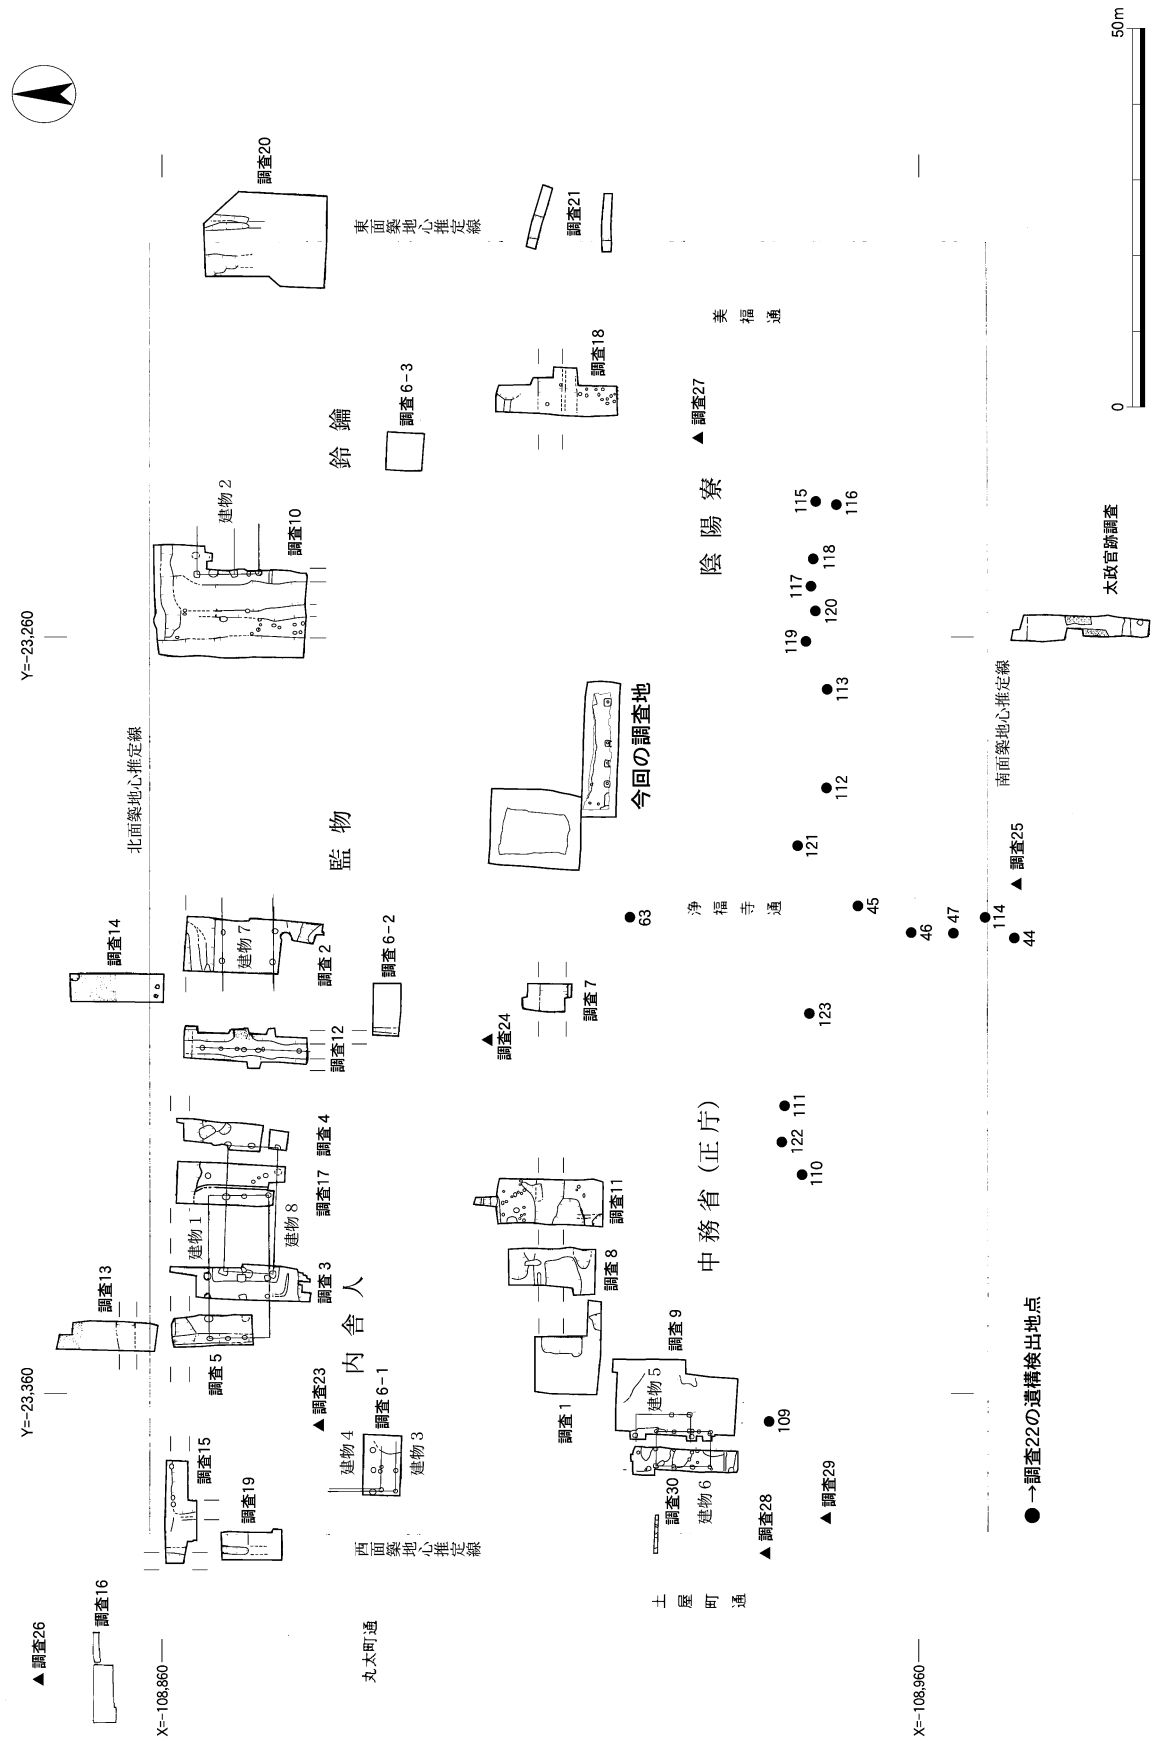 調査26
調査16
X=-108,860
X=-108,960
丸太町通
土屋町通
西面築地心推定線
調査15
調査19
建物4
調査6-1
建物3
調査23
調査30
建物6
調査28
調査29
109
●→調査22の遺構検出地点
Y=-23,360
調査13
調査5
調査3
内舎人
建物1
建物8
調査17
調査4
調査1
調査9
建物5
調査8
調査11
中務省(正庁)
110
122
111
123
調査12
調査14
建物7
調査2
調査6-2
調査24
調査7
63
浄福寺通
45
46
47
114
44
調査25
監物
北面築地心推定線
今回の調査地
121
112
113
119
120
117
118
116
115
南面築地心推定線
太政官跡調査
Y=-23,260
調査10
建物2
鈴鑰
調査6-3
陰陽寮
調査27
調査18
美福通
調査20
東面築地心推定線
調査21
0
50m